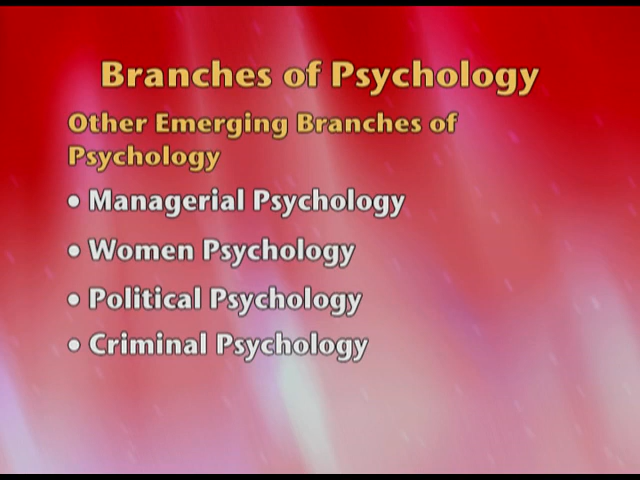 Branches of Psychology
Other Emerging Branches of
Psychology
• Managerial Psychology
• Women Psychology
• Political Psychology
• Criminal Psychology